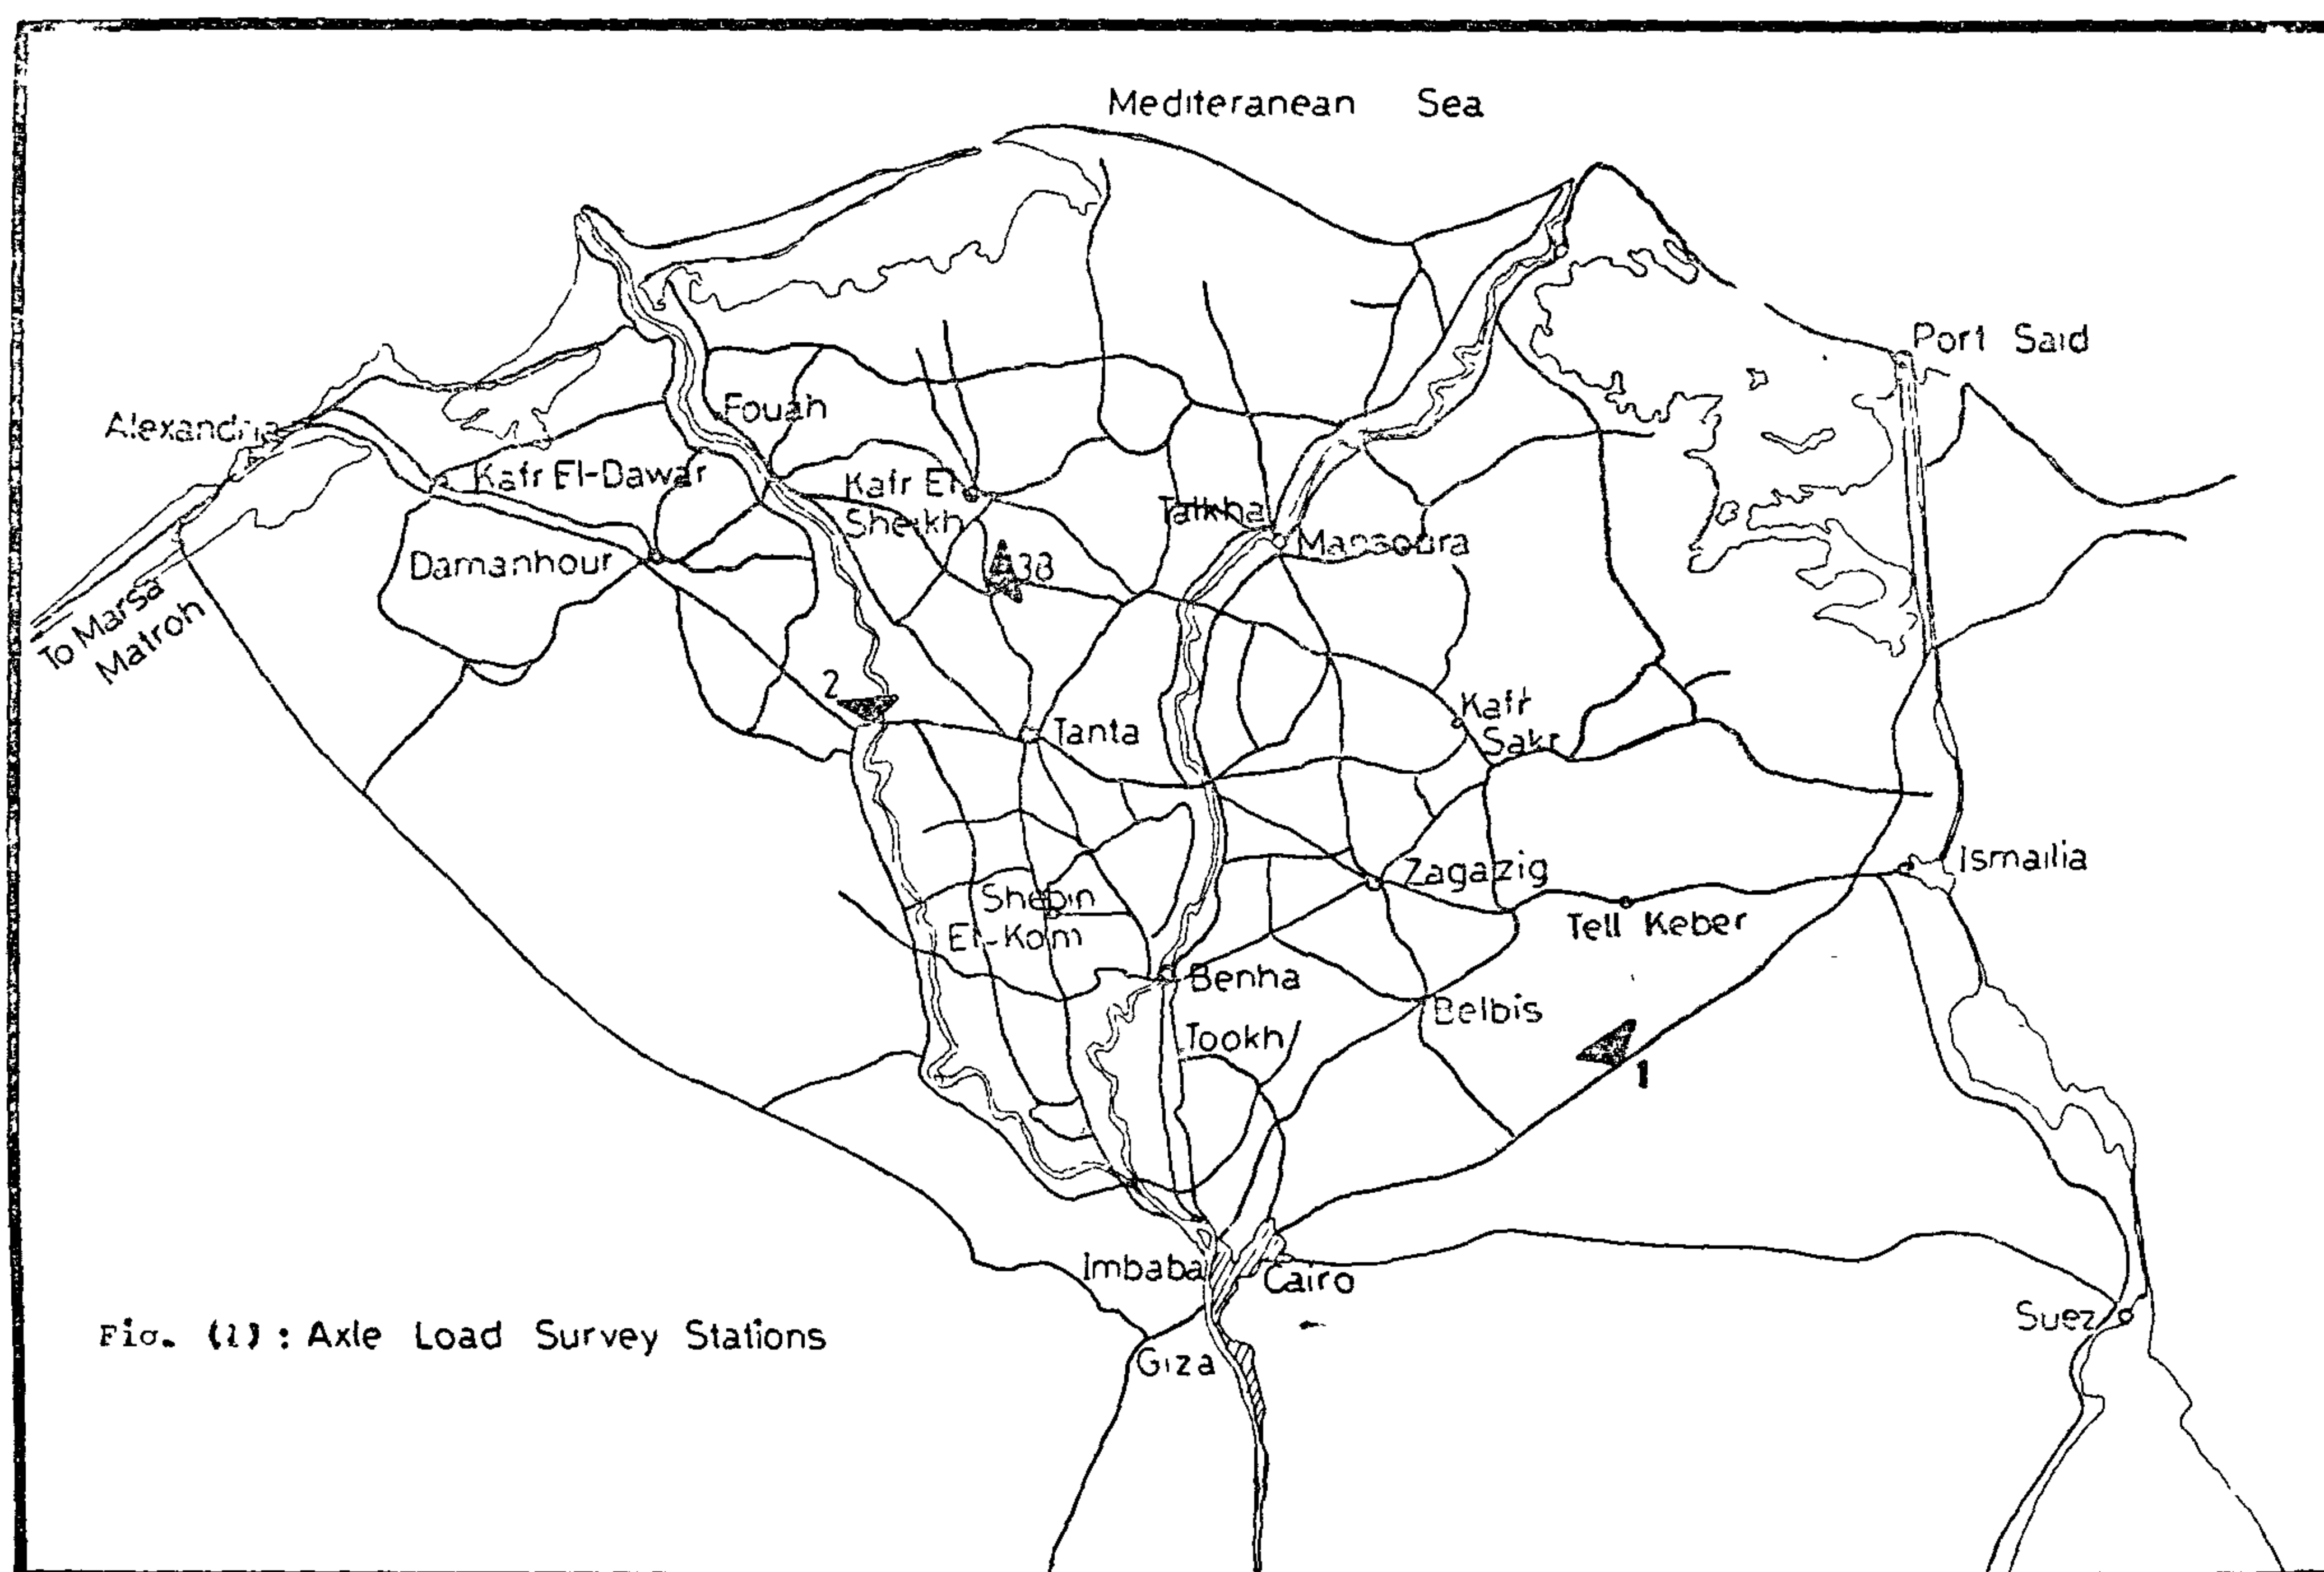 Mediteranean Sea
Port Said
Alexandria
Fouah
Kafr El-Dawar
Kafr El
Sheikh
Talkha
Mansoura
Damanhour
38
To Marsa
Matroh
2
Tanta
Kafr
Sakr
Zagazig
Ismailia
Shebin
El-Kom
Tell Keber
Benha
Belbis
Tookh
1
Imbaba
Cairo
Suez
Fig. (1) : Axle Load Survey Stations
Giza